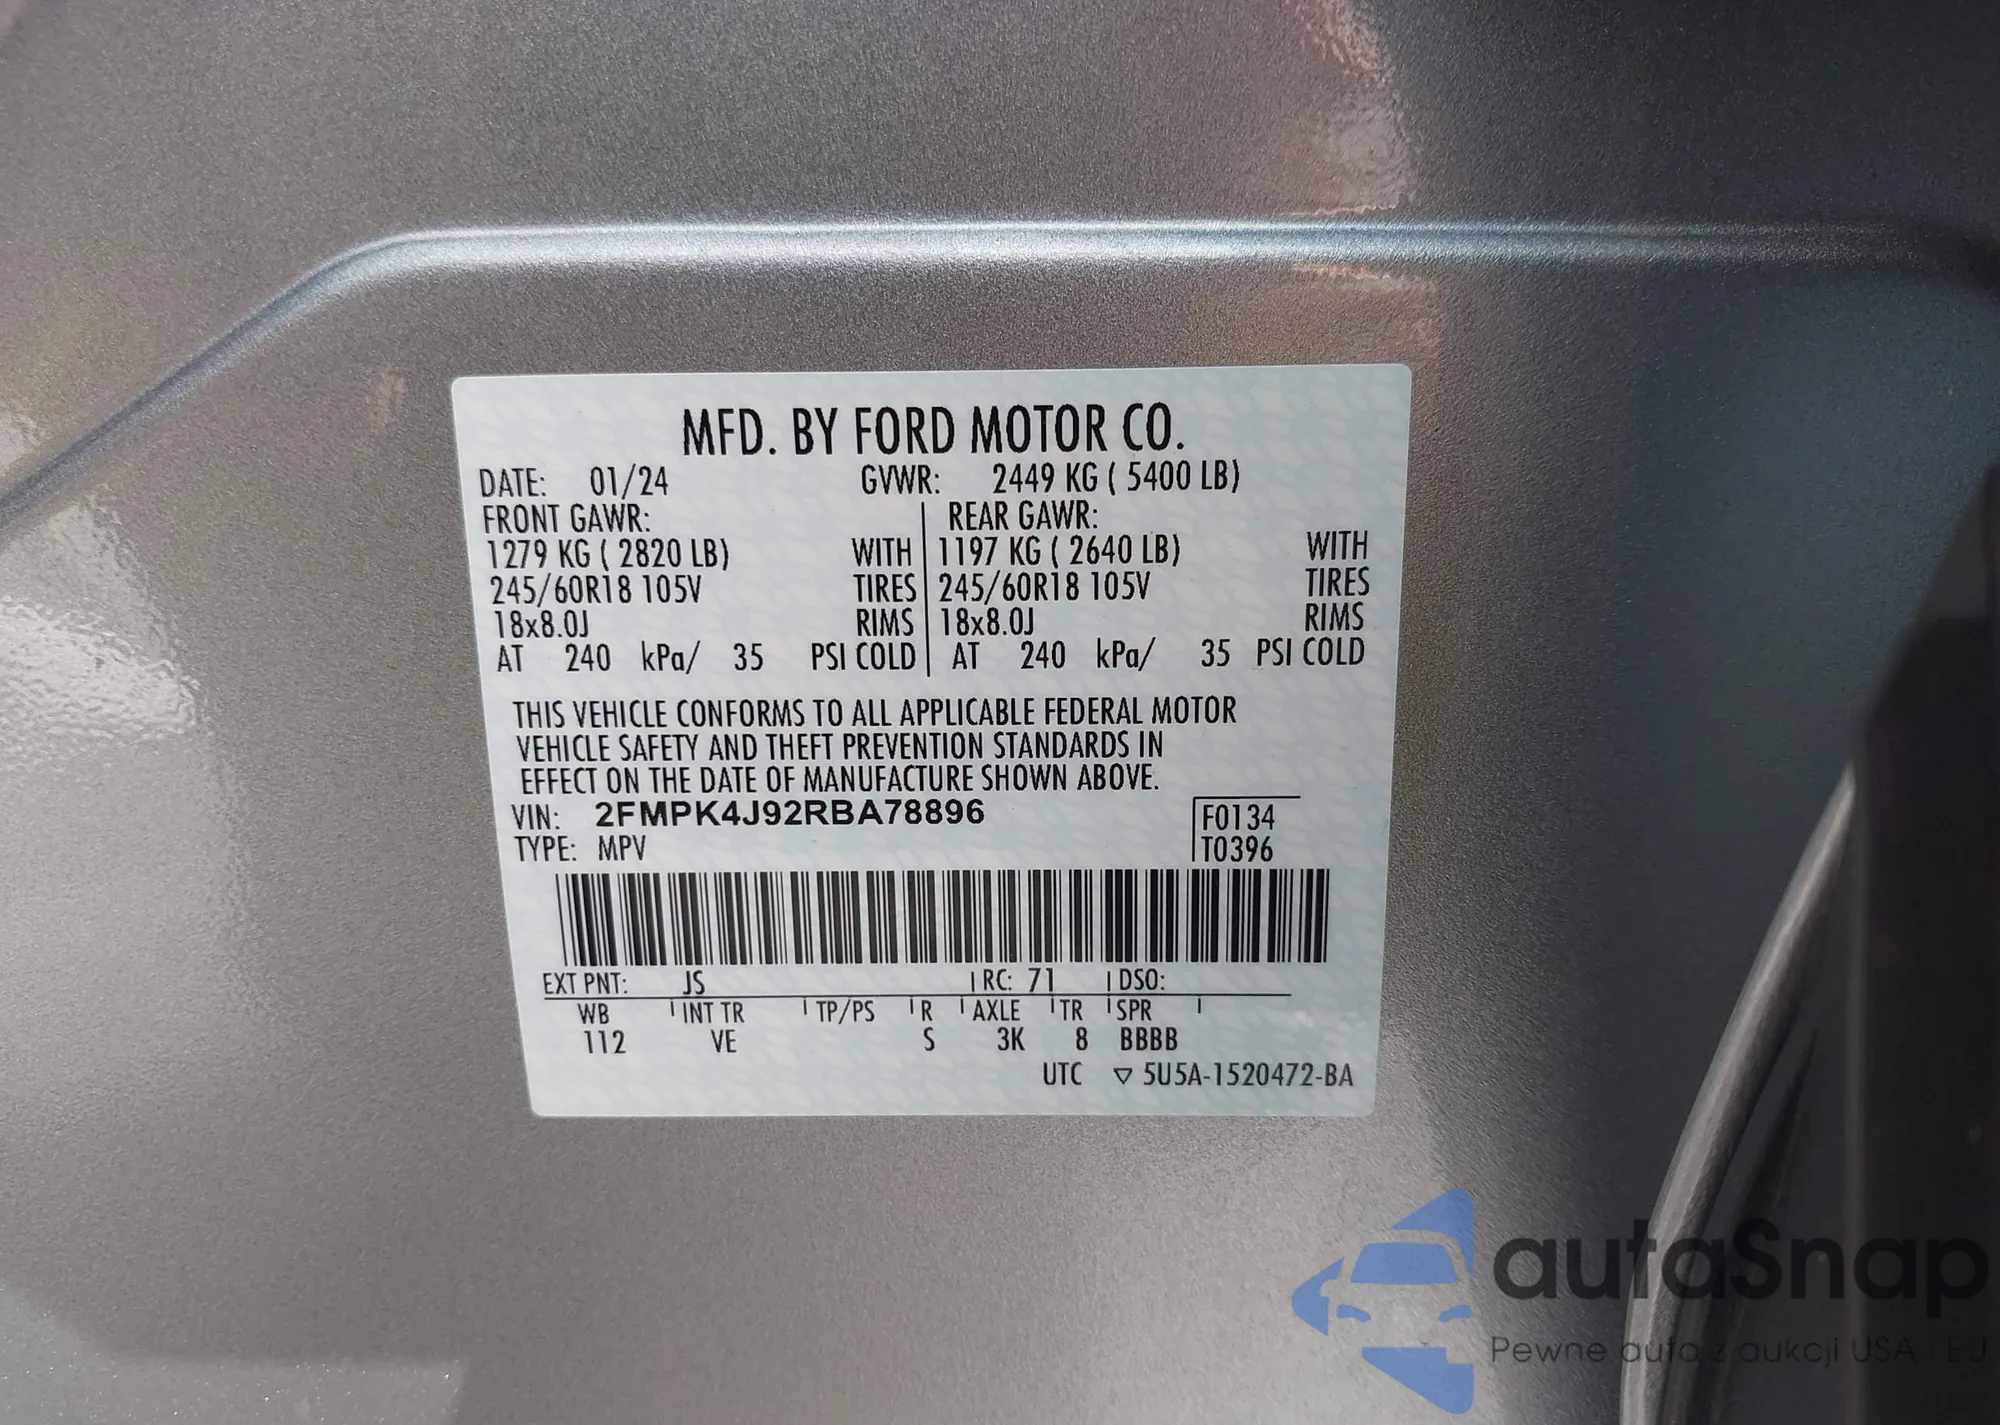 MFD. BY FORD MOTOR CO.
DATE: 01/24 GVWR: 2449 KG ( 5400 LB)
FRONT GAWR: REAR GAWR:
1279 KG ( 2820 LB) WITH 1197 KG ( 2640 LB) WITH
245/60R18 105V TIRES 245/60R18 105V TIRES
18x8.0J RIMS 18x8.0J RIMS
AT 240 kPa/ 35 PSI COLD AT 240 kPa/ 35 PSI COLD
THIS VEHICLE CONFORMS TO ALL APPLICABLE FEDERAL MOTOR
VEHICLE SAFETY AND THEFT PREVENTION STANDARDS IN
EFFECT ON THE DATE OF MANUFACTURE SHOWN ABOVE.
VIN: 2FMPK4J92RBA78896 F0134
TYPE: MPV T0396
EXT PNT: JS RC: 71 DSO:
WB INT TR TP/PS R AXLE TR SPR
112 VE S 3K 8 BBBB
UTC ▽ 5U5A-1520472-BA
autaSnap
Pewne auta z aukcji USA i EU